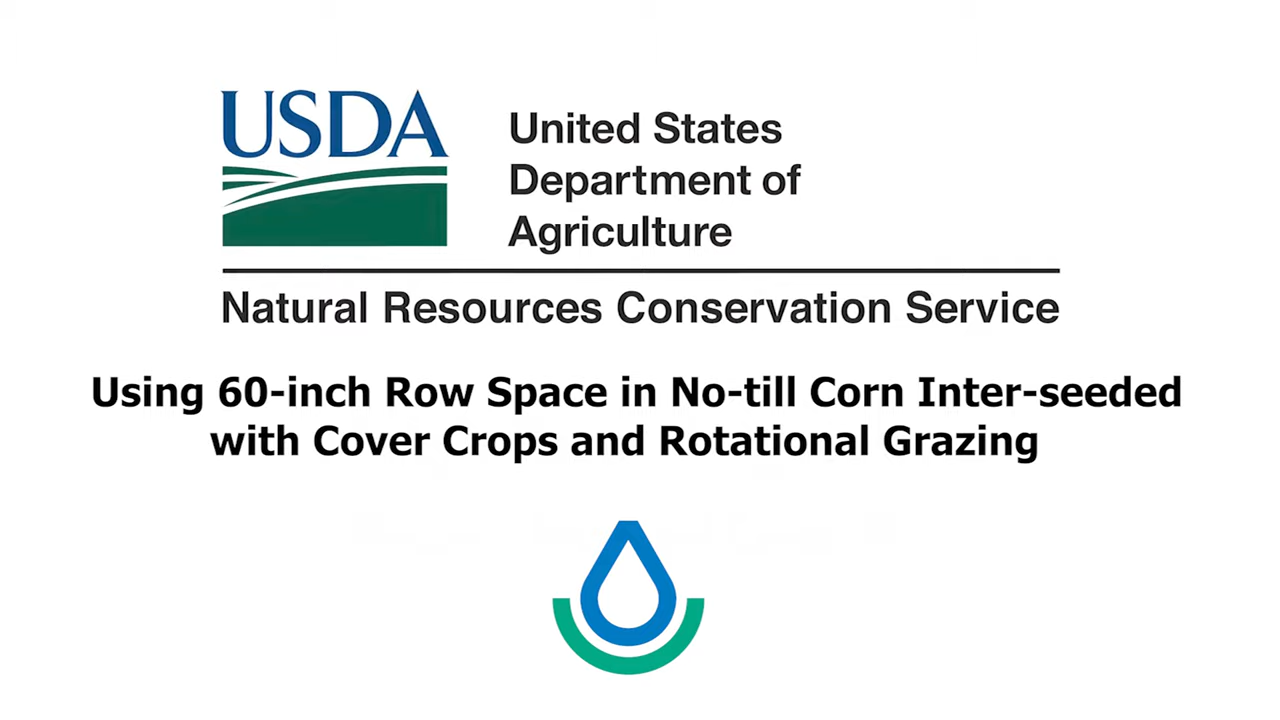 USDA
United States
Department of
Agriculture
Natural Resources Conservation Service
Using 60-inch Row Space in No-till Corn Inter-seeded
with Cover Crops and Rotational Grazing